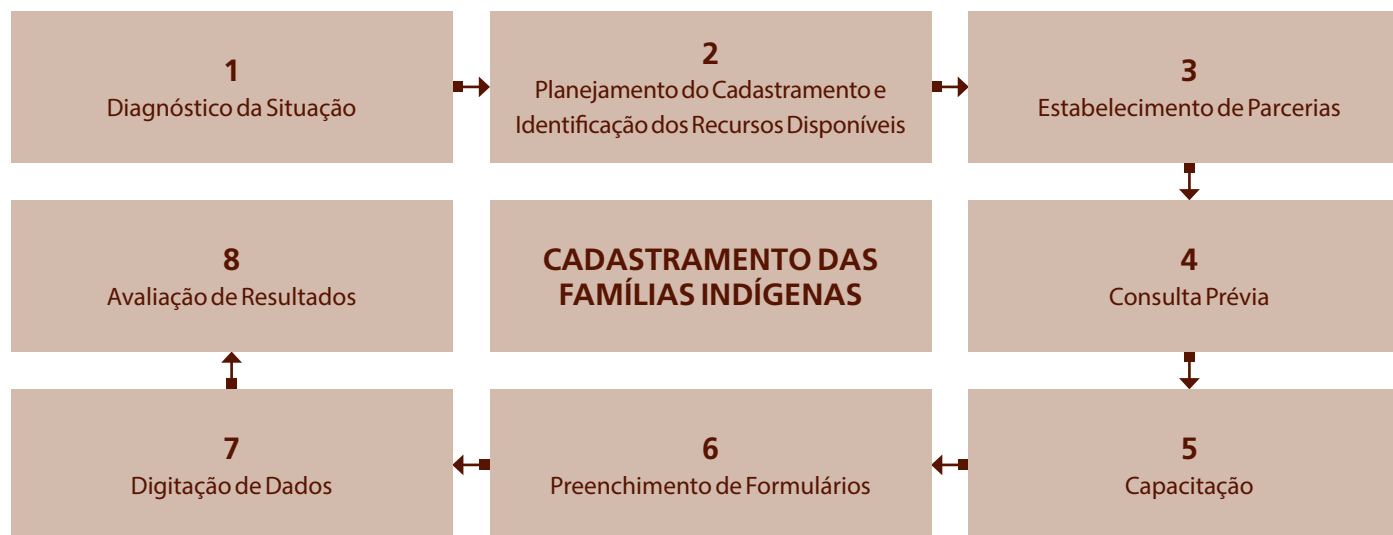 1
Diagnóstico da Situação
2
Planejamento do Cadastramento e
Identificação dos Recursos Disponíveis
3
Estabelecimento de Parcerias
4
Consulta Prévia
5
Capacitação
6
Preenchimento de Formulários
7
Digitação de Dados
8
Avaliação de Resultados
CADASTRAMENTO DAS
FAMÍLIAS INDÍGENAS